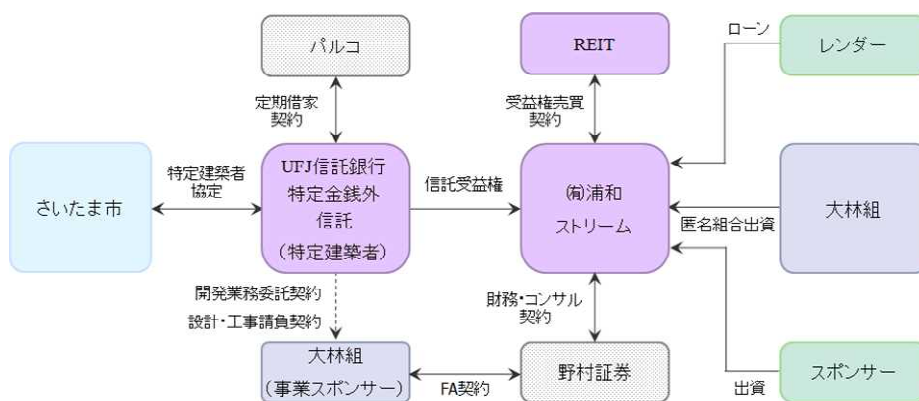 パルコ
REIT
ローン
レンダー
定期借家
契約
受益権売買
契約
さいたま市
特定建築者
協定
UFJ信託銀行
特定金銭外
信託
(特定建築者)
信託受益権
㈲浦和
ストリーム
匿名組合出資
大林組
開発業務委託契約
設計・工事請負契約
財務・コンサル
契約
大林組
(事業スポンサー)
FA契約
野村証券
出資
スポンサー